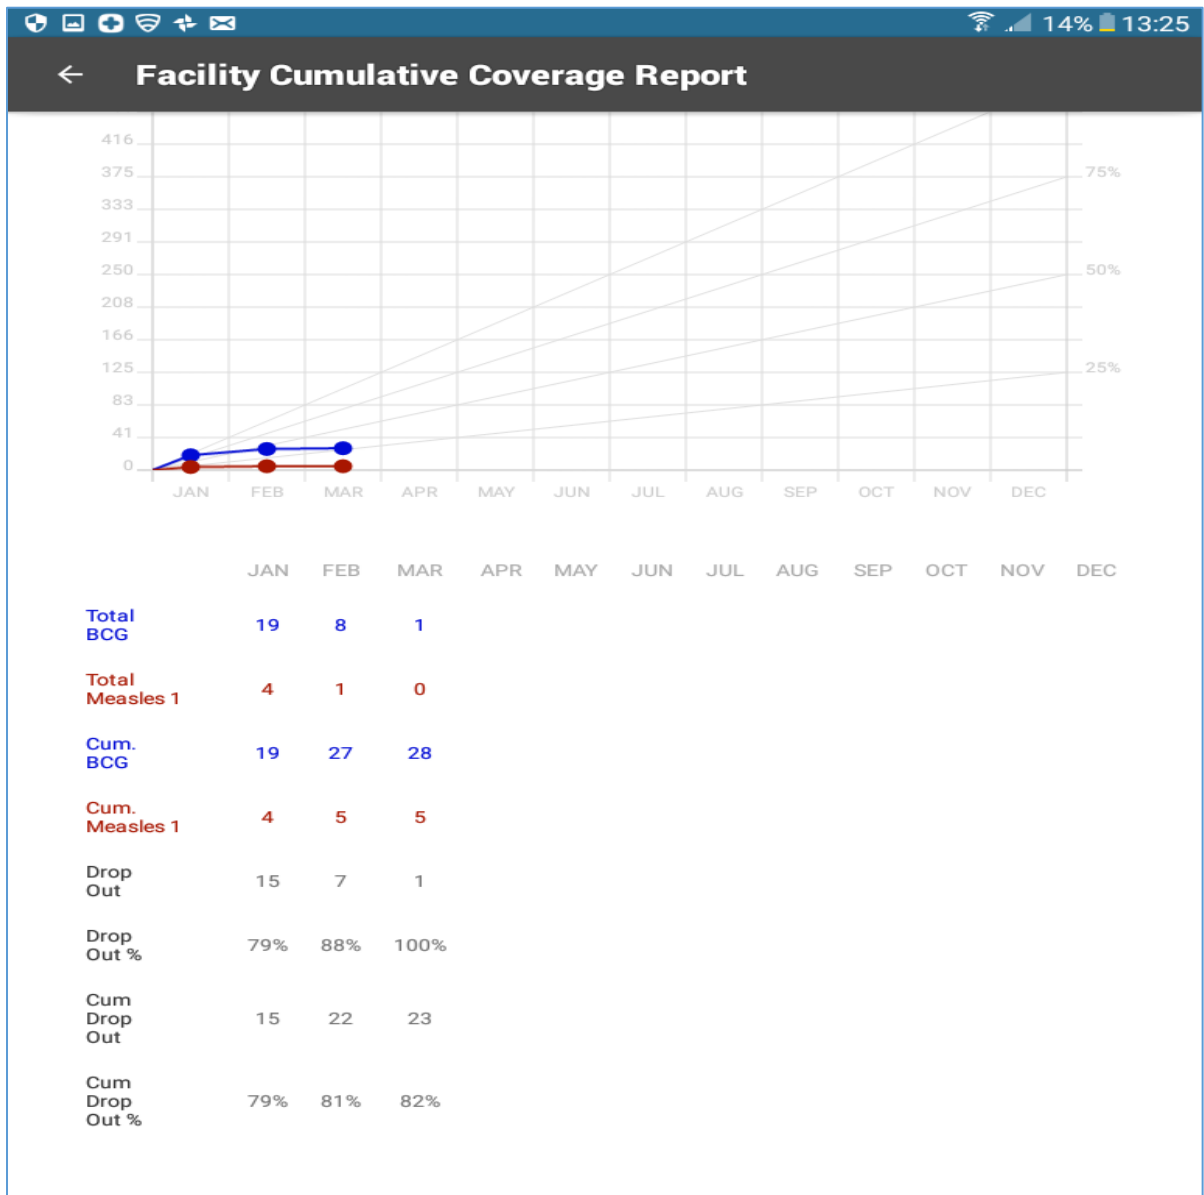 14% 13:25
Facility Cumulative Coverage Report
416
375
75%
333
291
250
50%
208
166
125
25%
83
41
0
JAN FEB MAR APR MAY JUN JUL AUG SEP OCT NOV DEC
JAN FEB MAR APR MAY JUN JUL AUG SEP OCT NOV DEC
Total
BCG
19 8 1
Total
Measles 1
4 1 0
Cum.
BCG
19 27 28
Cum.
Measles 1
4 5 5
Drop
Out
15 7 1
Drop
Out %
79% 88% 100%
Cum
Drop
Out
15 22 23
Cum
Drop
Out %
79% 81% 82%